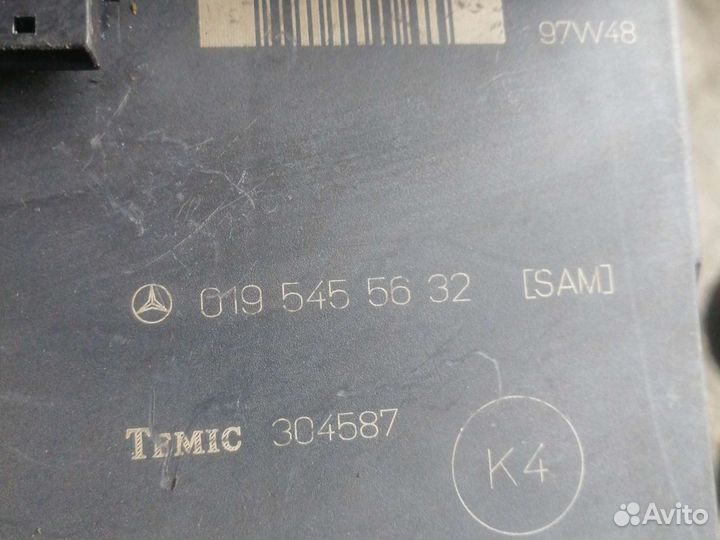 97W48
019 545 56 32 [SAM]
TEMIC 304587
K4
Avito